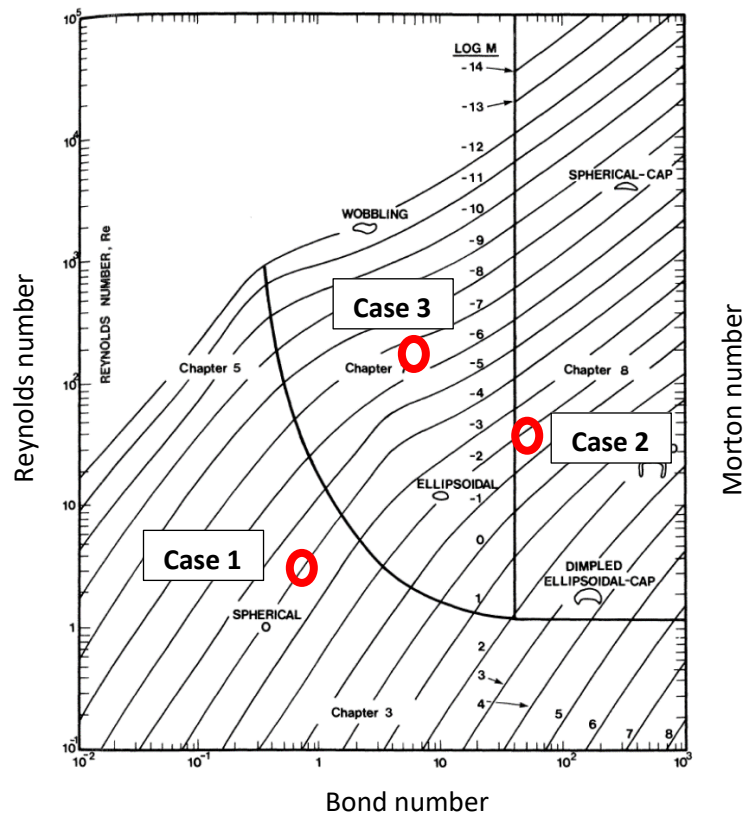 10^5
10^4
10^3
10^2
10
1
10^-1
10^-2
10^-1
1
10
10^2
10^3
Reynolds number
REYNOLDS NUMBER, Re
Bond number
Morton number
LOG M
-14
-13
-12
-11
-10
-9
-8
-7
-6
-5
-4
-3
-2
-1
0
1
2
3
4
5
6
7
8
WOBBLING
SPHERICAL-CAP
Case 3
Chapter 5
Chapter
Chapter 8
Case 2
ELLIPSOIDAL
Case 1
DIMPLED
ELLIPSOIDAL-CAP
SPHERICAL
Chapter 3